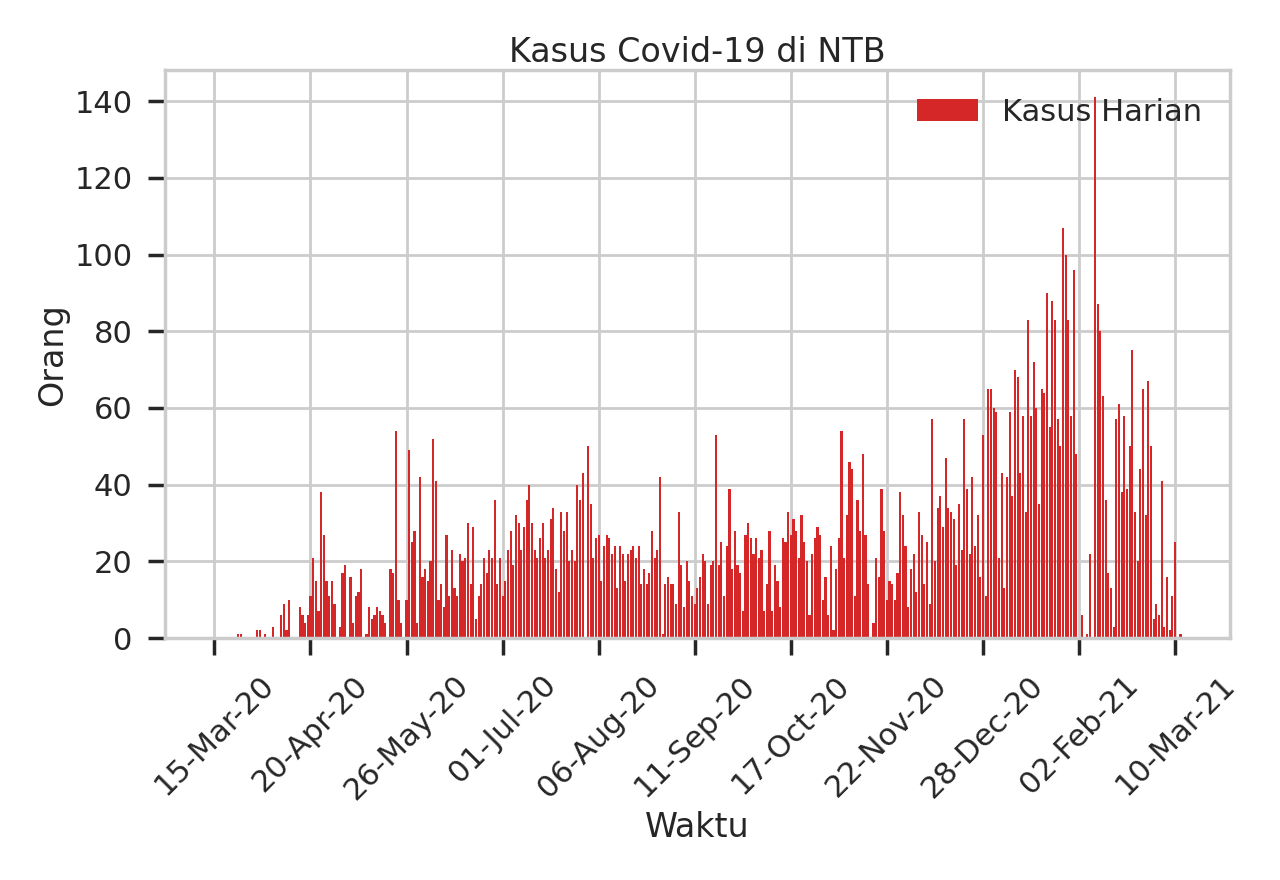 Kasus Covid-19 di NTB
Kasus Harian
140
120
100
80
60
40
20
0
Orang
15-Mar-20
20-Apr-20
26-May-20
01-Jul-20
06-Aug-20
11-Sep-20
17-Oct-20
22-Nov-20
28-Dec-20
02-Feb-21
10-Mar-21
Waktu